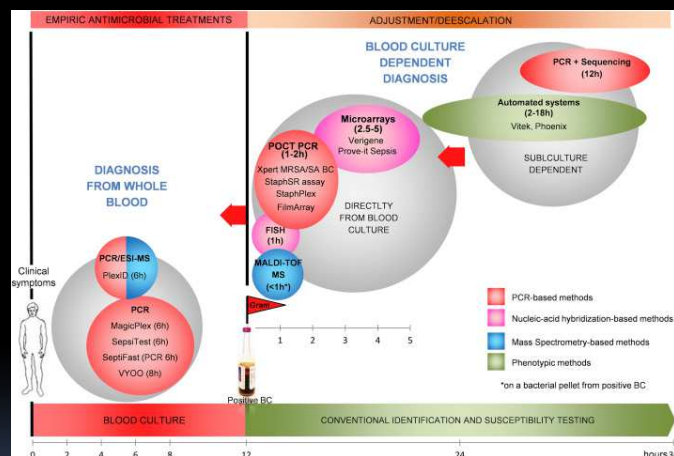 EMPIRIC ANTIMICROBIAL TREATMENTS
ADJUSTMENT/DEESCALATION
BLOOD CULTURE
DEPENDENT
DIAGNOSIS
PCR + Sequencing
(12h)
Automated systems
(2-18h)
Vitek, Phoenix
SUBLCULTURE
DEPENDENT
Microarrays
(2.5-5)
Verigene
Prove-it Sepsis
POCT PCR
(1-2h)
Xpert MRSA/SA BC
StaphSR assay
StaphPlex
FilmArray
DIRECTLTY
FROM BLOOD
CULTURE
FISH
(1h)
MALDI-TOF
MS
(<1h*)
Gram
DIAGNOSIS
FROM WHOLE
BLOOD
PCR/ESI-MS
PlexID (6h)
PCR
MagicPlex (6h)
SepsiTest (6h)
SeptiFast (PCR 6h)
VYOO (8h)
Clinical
symptoms
0 1 2 3 4 5
Positive BC
PCR-based methods
Nucleic-acid hybridization-based methods
Mass Spectrometry-based methods
Phenotypic methods
*on a bacterial pellet from positive BC
BLOOD CULTURE
CONVENTIONAL IDENTIFICATION AND SUSCEPTIBILITY TESTING
0 2 4 6 8 12 24 hours